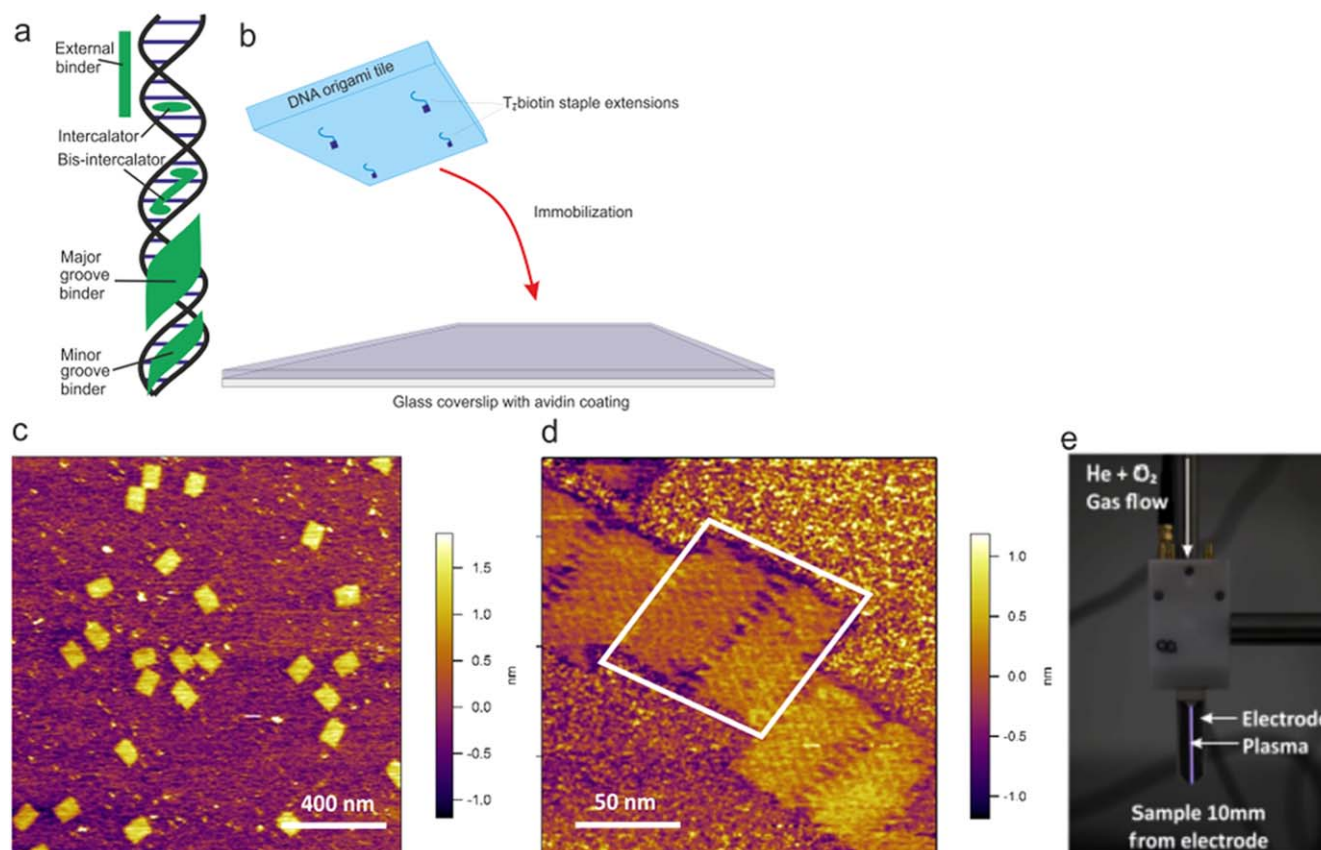 a
External
binder
Intercalator
Bis-intercalator
Major
groove
binder
Minor
groove
binder
b
DNA origami tile
T₇biotin staple extensions
Immobilization
Glass coverslip with avidin coating
c
400 nm
1.5
1.0
0.5
0.0
-0.5
-1.0
nm
d
50 nm
1.0
0.5
0.0
-0.5
-1.0
nm
e
He + O₂
Gas flow
Electrode
Plasma
Sample 10mm
from electrode